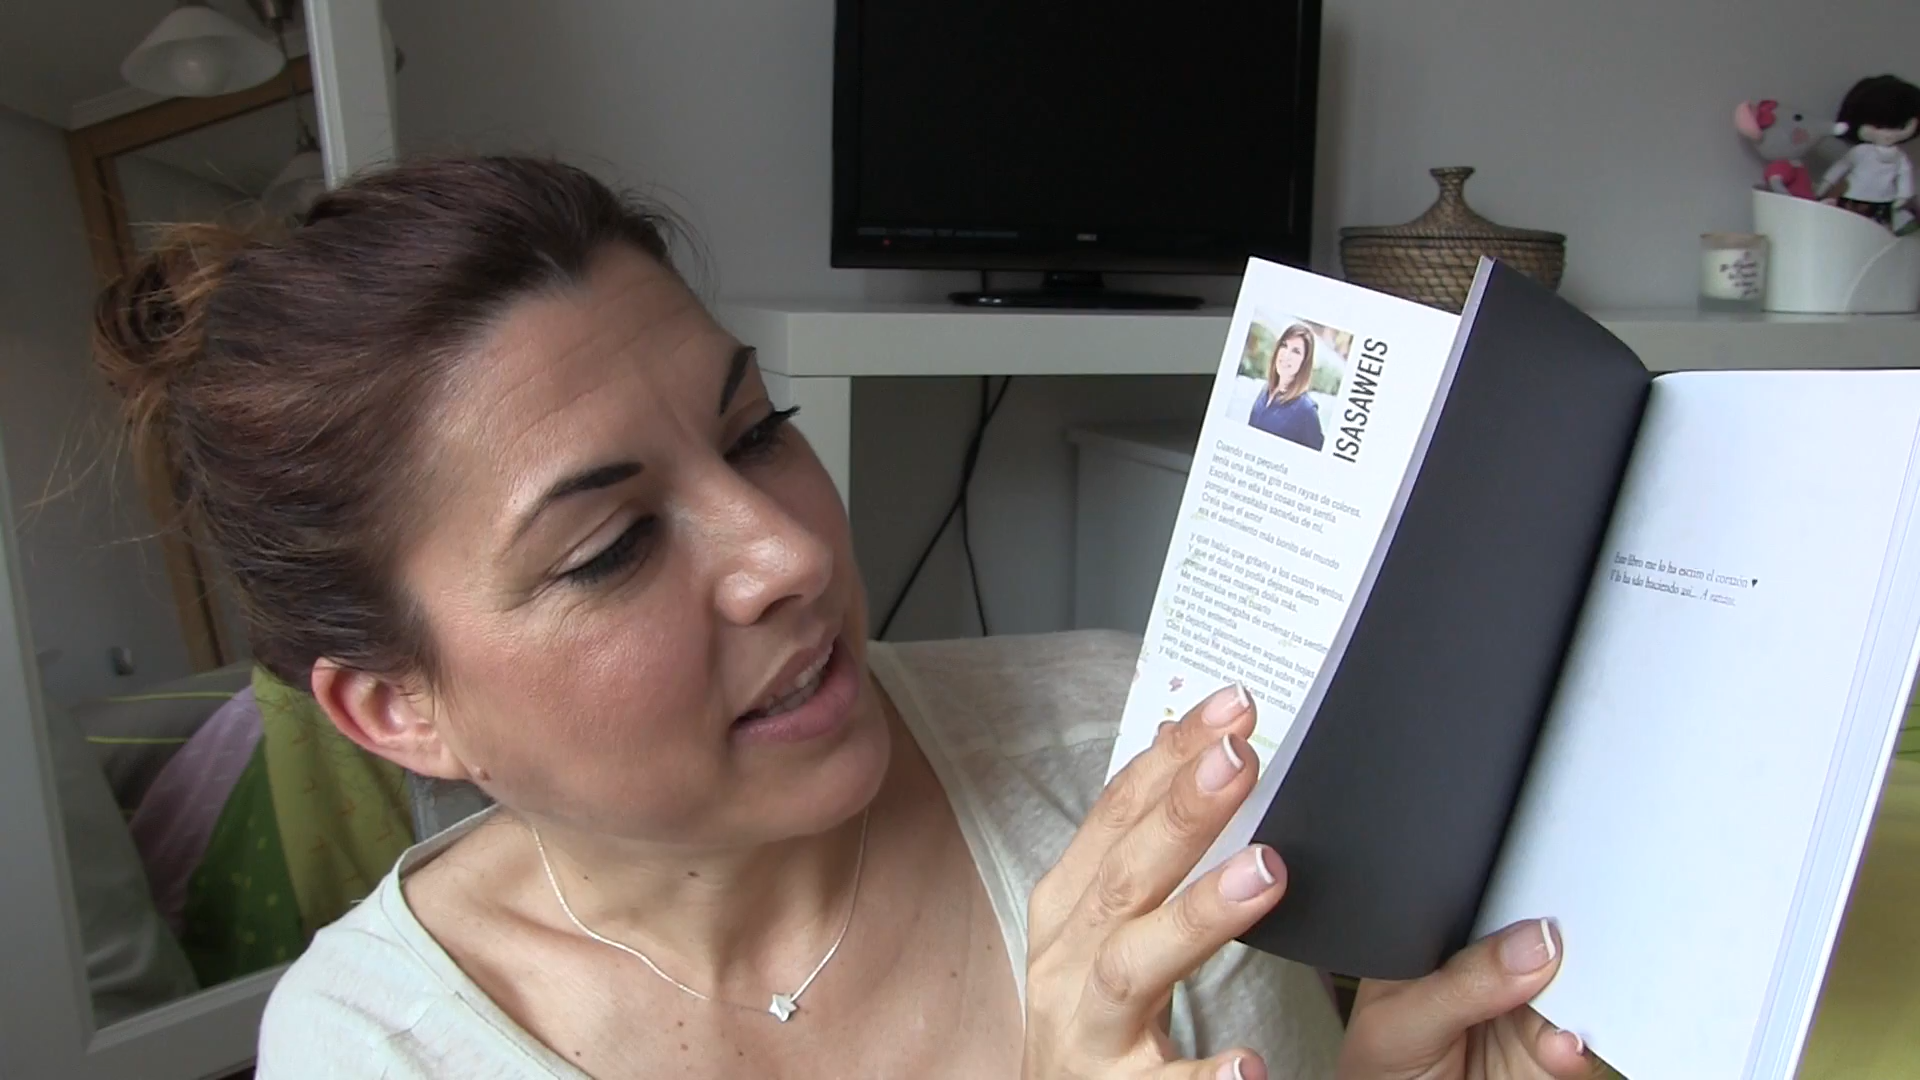 ISASAWEIS
Cuando era pequeña
tenía una libreta gris con rayas de colores.
Escribía en ella las cosas que sentía
porque necesitaba sacarlas de mí.
Creía que el amor
era el sentimiento más bonito del mundo
y que había que gritarlo a los cuatro vientos.
Y que el dolor no podía dejarse dentro
porque de esa manera dolía más.
Me encerraba en mi cuarto
y mi boli se encargaba de ordenar los sentim
que yo no entendía
y de dejarlos plasmados en aquellas hojas
Con los años he aprendido más sobre mí
pero sigo sintiendo de la misma forma
y sigo necesitando para contarlo
Este libro me lo ha escrito el corazón ♥
Y lo ha ido haciendo así... A ratitos.